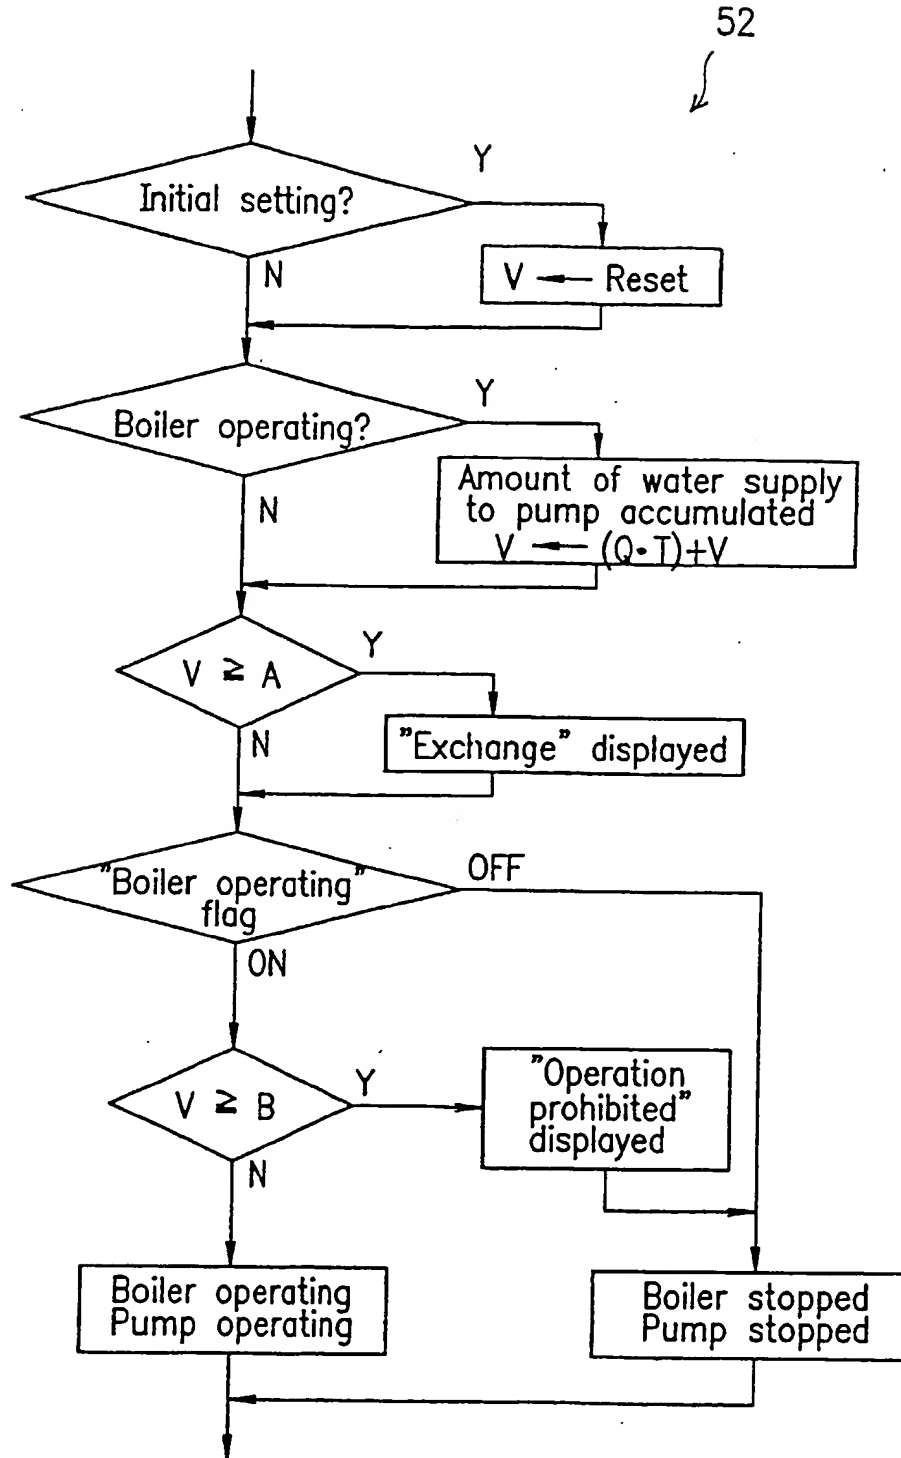 52
Initial setting?
Y
N
V ← Reset
Boiler operating?
Y
N
Amount of water supply
to pump accumulated
V ← (Q·T)+V
V ≧ A
Y
N
"Exchange" displayed
"Boiler operating"
flag
OFF
ON
V ≧ B
Y
N
"Operation
prohibited"
displayed
Boiler operating
Pump operating
Boiler stopped
Pump stopped